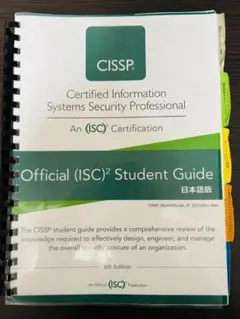 CISSP®
Certified Information
Systems Security Professional
An (ISC)² Certification
Official (ISC)² Student Guide
日本語版
The CISSP student guide provides a comprehensive review of the
knowledge required to effectively design, engineer, and manage
the overall security posture of an organization.
6th Edition
An Official (ISC)² Publication